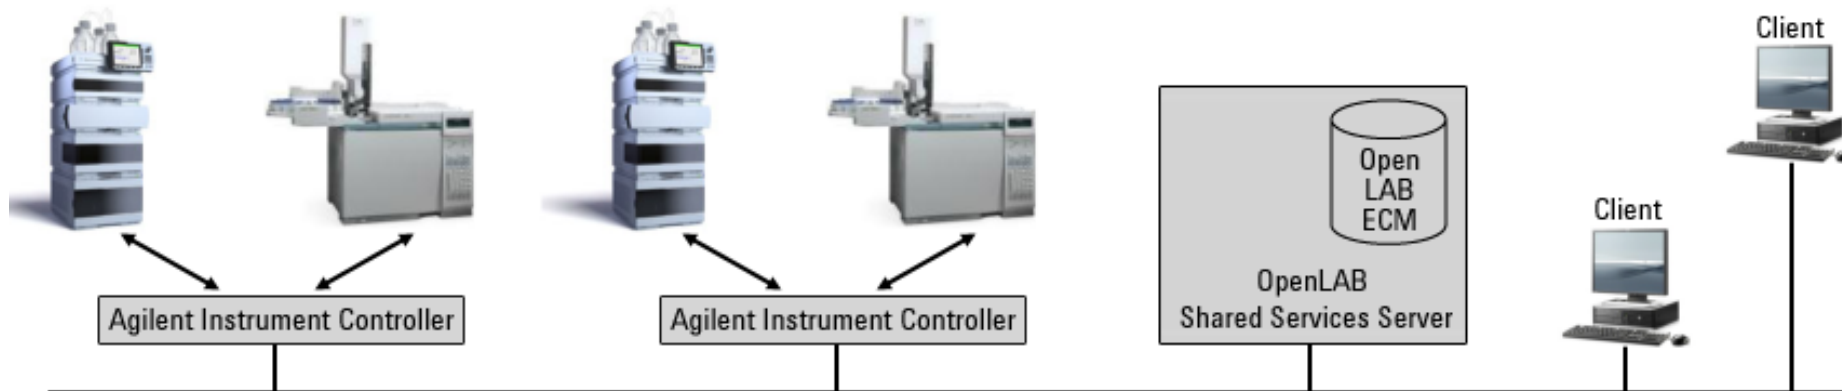 Client
Open
LAB
ECM
Client
OpenLAB
Shared Services Server
Agilent Instrument Controller
Agilent Instrument Controller